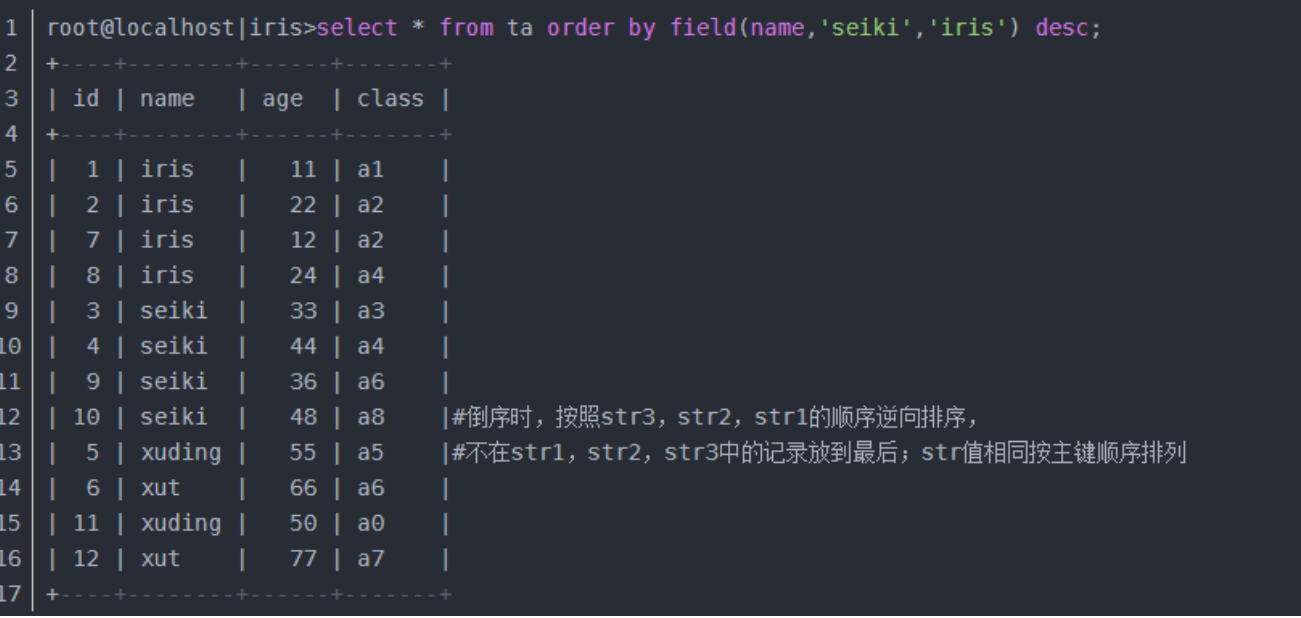 1 root@localhost|iris>select * from ta order by field(name,'seiki','iris') desc;
2 +----+--------+------+-------+
3 | id | name   | age  | class |
4 +----+--------+------+-------+
5 |  1 | iris   |   11 | a1    |
6 |  2 | iris   |   22 | a2    |
7 |  7 | iris   |   12 | a2    |
8 |  8 | iris   |   24 | a4    |
9 |  3 | seiki  |   33 | a3    |
10 |  4 | seiki  |   44 | a4    |
11 |  9 | seiki  |   36 | a6    |
12 | 10 | seiki  |   48 | a8    |#倒序时，按照str3，str2，str1的顺序逆向排序，
13 |  5 | xuding |   55 | a5    |#不在str1，str2，str3中的记录放到最后；str值相同按主键顺序排列
14 |  6 | xut    |   66 | a6    |
15 | 11 | xuding |   50 | a0    |
16 | 12 | xut    |   77 | a7    |
17 +----+--------+------+-------+